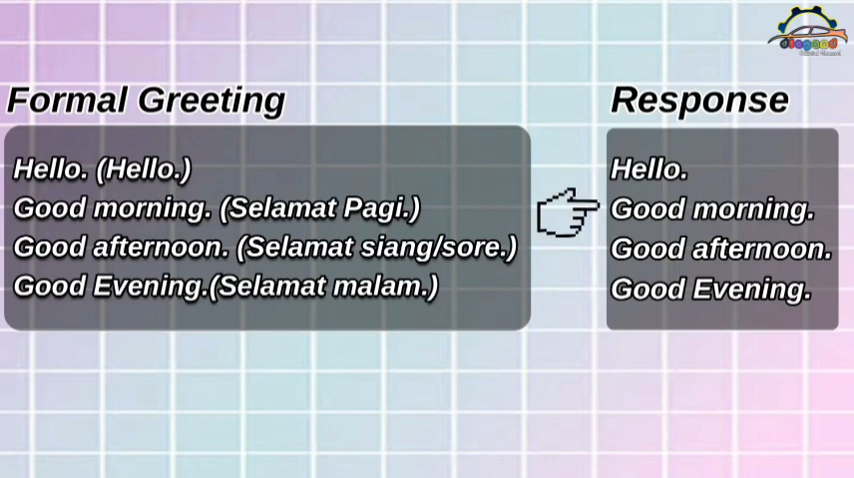 Formal Greeting
Hello. (Hello.)
Good morning. (Selamat Pagi.)
Good afternoon. (Selamat siang/sore.)
Good Evening.(Selamat malam.)
Response
Hello.
Good morning.
Good afternoon.
Good Evening.